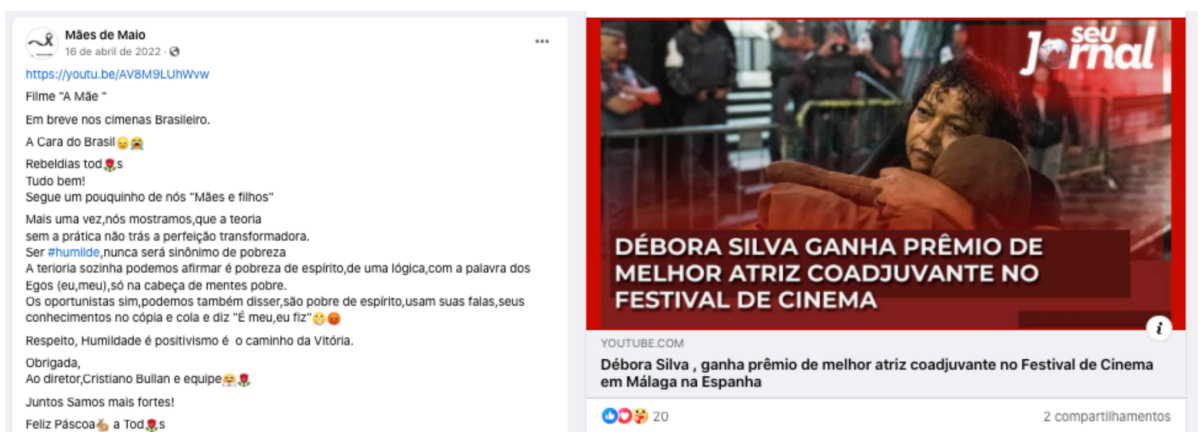 Mães de Maio
16 de abril de 2022 ·
https://youtu.be/AV8M9LUhWvw
Filme "A Mãe "
Em breve nos cimenas Brasileiro.
A Cara do Brasil😞😭
Rebeldias tod🌹s
Tudo bem!
Segue um pouquinho de nós "Mães e filhos"
Mais uma vez,nós mostramos,que a teoria
sem a prática não trás a perfeição transformadora.
Ser #humilde,nunca será sinônimo de pobreza
A terioria sozinha podemos afirmar é pobreza de espírito,de uma lógica,com a palavra dos
Egos (eu,meu),só na cabeça de mentes pobre.
Os oportunistas sim,podemos também disser,são pobre de espírito,usam suas falas,seus
conhecimentos no cópia e cola e diz "É meu,eu fiz"😁😡
Respeito, Humildade é positivismo é o caminho da Vitória.
Obrigada,
Ao diretor,Cristiano Bullan e equipe🤗🌹
Juntos Samos mais fortes!
Feliz Páscoa a Tod🌹s
seu
Jornal
DÉBORA SILVA GANHA PRÊMIO DE
MELHOR ATRIZ COADJUVANTE NO
FESTIVAL DE CINEMA
i
YOUTUBE.COM
Débora Silva , ganha prêmio de melhor atriz coadjuvante no Festival de Cinema
em Málaga na Espanha
20
2 compartilhamentos